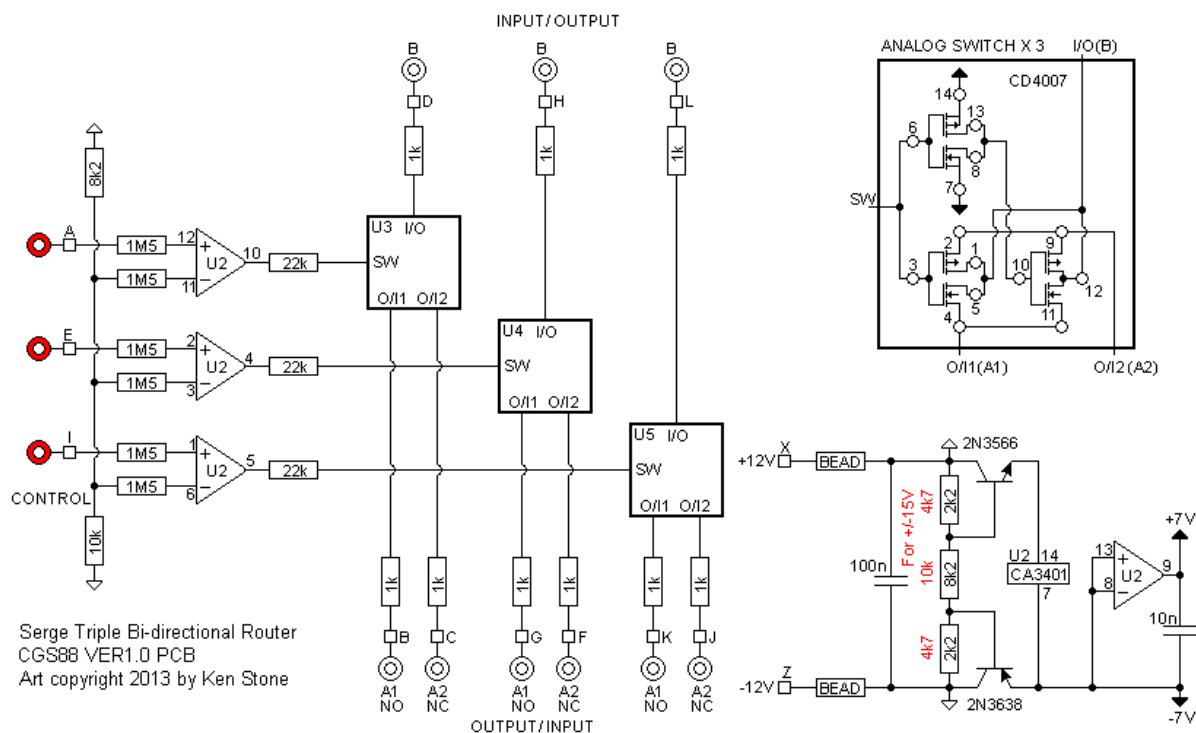 INPUT/OUTPUT
B
B
B
D
H
L
1k
1k
1k
ANALOG SWITCH X 3
I/O(B)
CD4007
14
13
6
8
7
SW
2
1
9
3
10
5
12
4
11
O/I1(A1)
O/I2(A2)
8k2
A
1M5
12
+
U2
10
22k
1M5
11
−
U3
I/O
SW
O/I1 O/I2
E
1M5
2
+
U2
4
22k
1M5
3
−
U4
I/O
SW
O/I1 O/I2
I
1M5
1
+
U2
5
22k
1M5
6
−
U5
I/O
SW
O/I1 O/I2
CONTROL
10k
1k
1k
1k
1k
1k
1k
B
C
G
F
K
J
A1
NO
A2
NC
A1
NO
A2
NC
A1
NO
A2
NC
OUTPUT/INPUT
Serge Triple Bi-directional Router
CGS88 VER1.0 PCB
Art copyright 2013 by Ken Stone
+12V
X
BEAD
2N3566
For +/-15V
4k7
2k2
100n
10k
8k2
4k7
2k2
U2
14
CA3401
7
13
+
8
−
U2
9
+7V
10n
-7V
-12V
Z
BEAD
2N3638